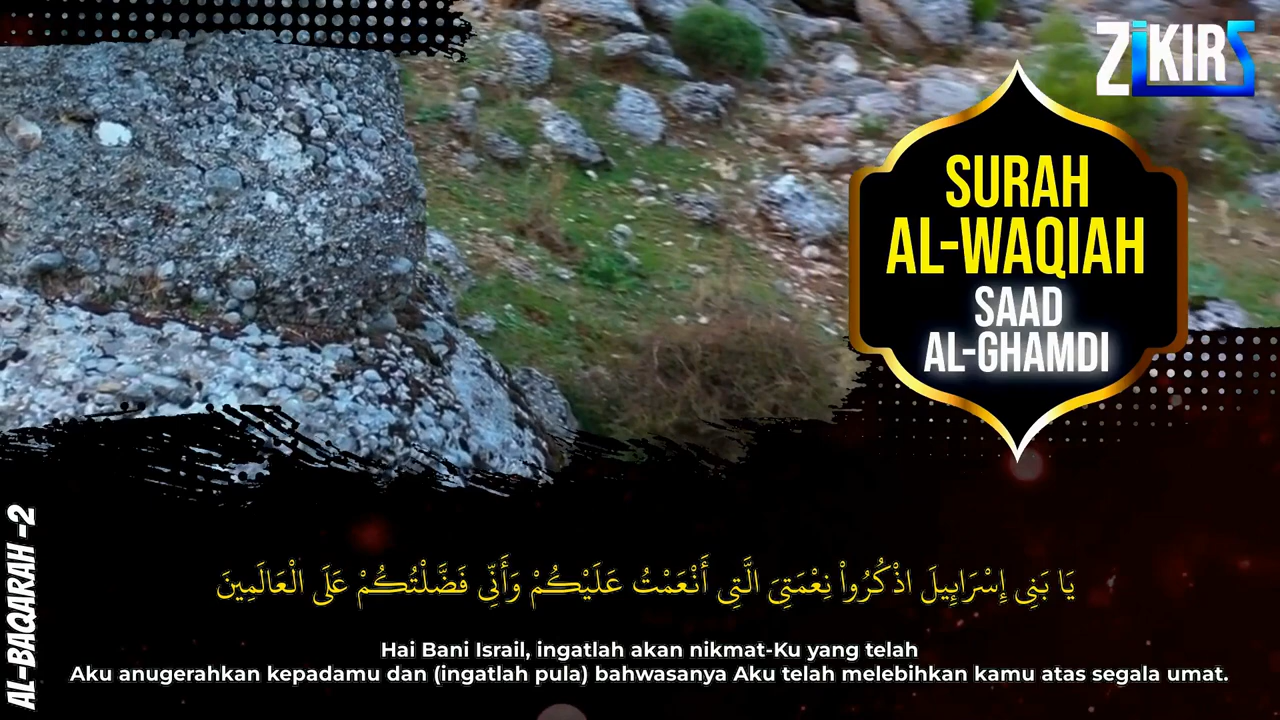 ZIKIRS
SURAH
AL-WAQIAH
SAAD
AL-GHAMDI
AL-BAQARAH -2
يَا بَنِي إِسْرَايِيلَ اذْكُرُواْ نِعْمَتِيَ الَّتِي أَنْعَمْتُ عَلَيْكُمْ وَأَنِّي فَضَّلْتُكُمْ عَلَى الْعَالَمِينَ
Hai Bani Israil, ingatlah akan nikmat-Ku yang telah
Aku anugerahkan kepadamu dan (ingatlah pula) bahwasanya Aku telah melebihkan kamu atas segala umat.